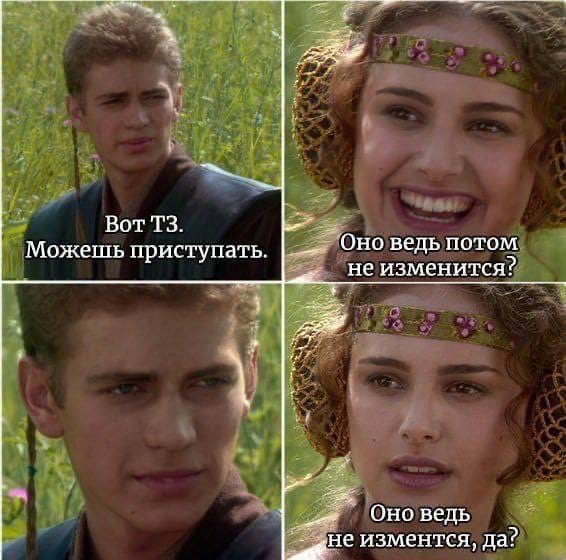 Вот ТЗ.
Можешь приступать.
Оно ведь потом
не изменится?
Оно ведь
не изментся, да?